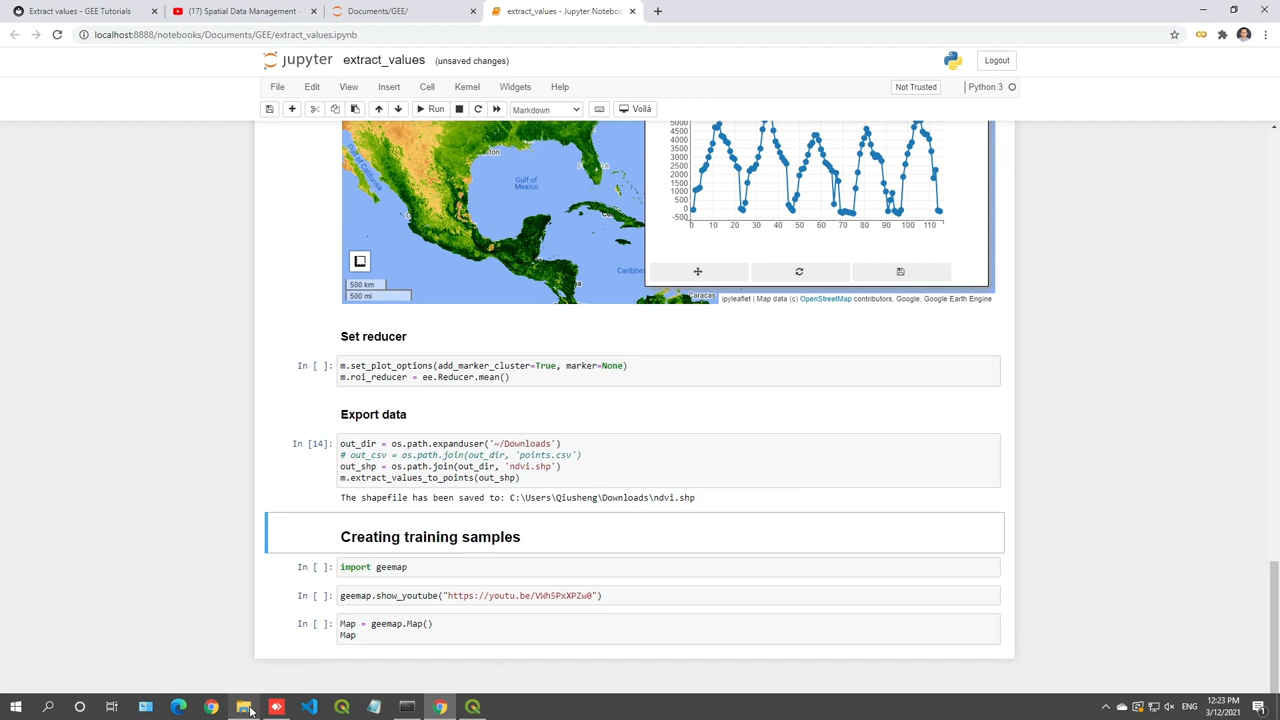 Extract values - GEE Tutorials
(17) Spatial Data Management -
Documents/GEE/
extract_values - Jupyter Noteboo
localhost:8888/notebooks/Documents/GEE/extract_values.ipynb
jupyter extract_values (unsaved changes)
Logout
File Edit View Insert Cell Kernel Widgets Help
Not Trusted
Python 3
Run
Markdown
Voilà
Gulf of
Mexico
500 km
500 mi
Caracas
5000
4500
4000
3500
3000
2500
2000
1500
1000
500
0
-500
0 10 20 30 40 50 60 70 80 90 100 110
ipyleaflet | Map data (c) OpenStreetMap contributors, Google, Google Earth Engine
Set reducer
In [ ]: m.set_plot_options(add_marker_cluster=True, marker=None)
m.roi_reducer = ee.Reducer.mean()
Export data
In [14]: out_dir = os.path.expanduser('~/Downloads')
# out_csv = os.path.join(out_dir, 'points.csv')
out_shp = os.path.join(out_dir, 'ndvi.shp')
m.extract_values_to_points(out_shp)
The shapefile has been saved to: C:\Users\Qiusheng\Downloads\ndvi.shp
Creating training samples
In [ ]: import geemap
In [ ]: geemap.show_youtube("https://youtu.be/VWh5PxXPZw0")
In [ ]: Map = geemap.Map()
Map
ENG
12:23 PM
3/12/2021